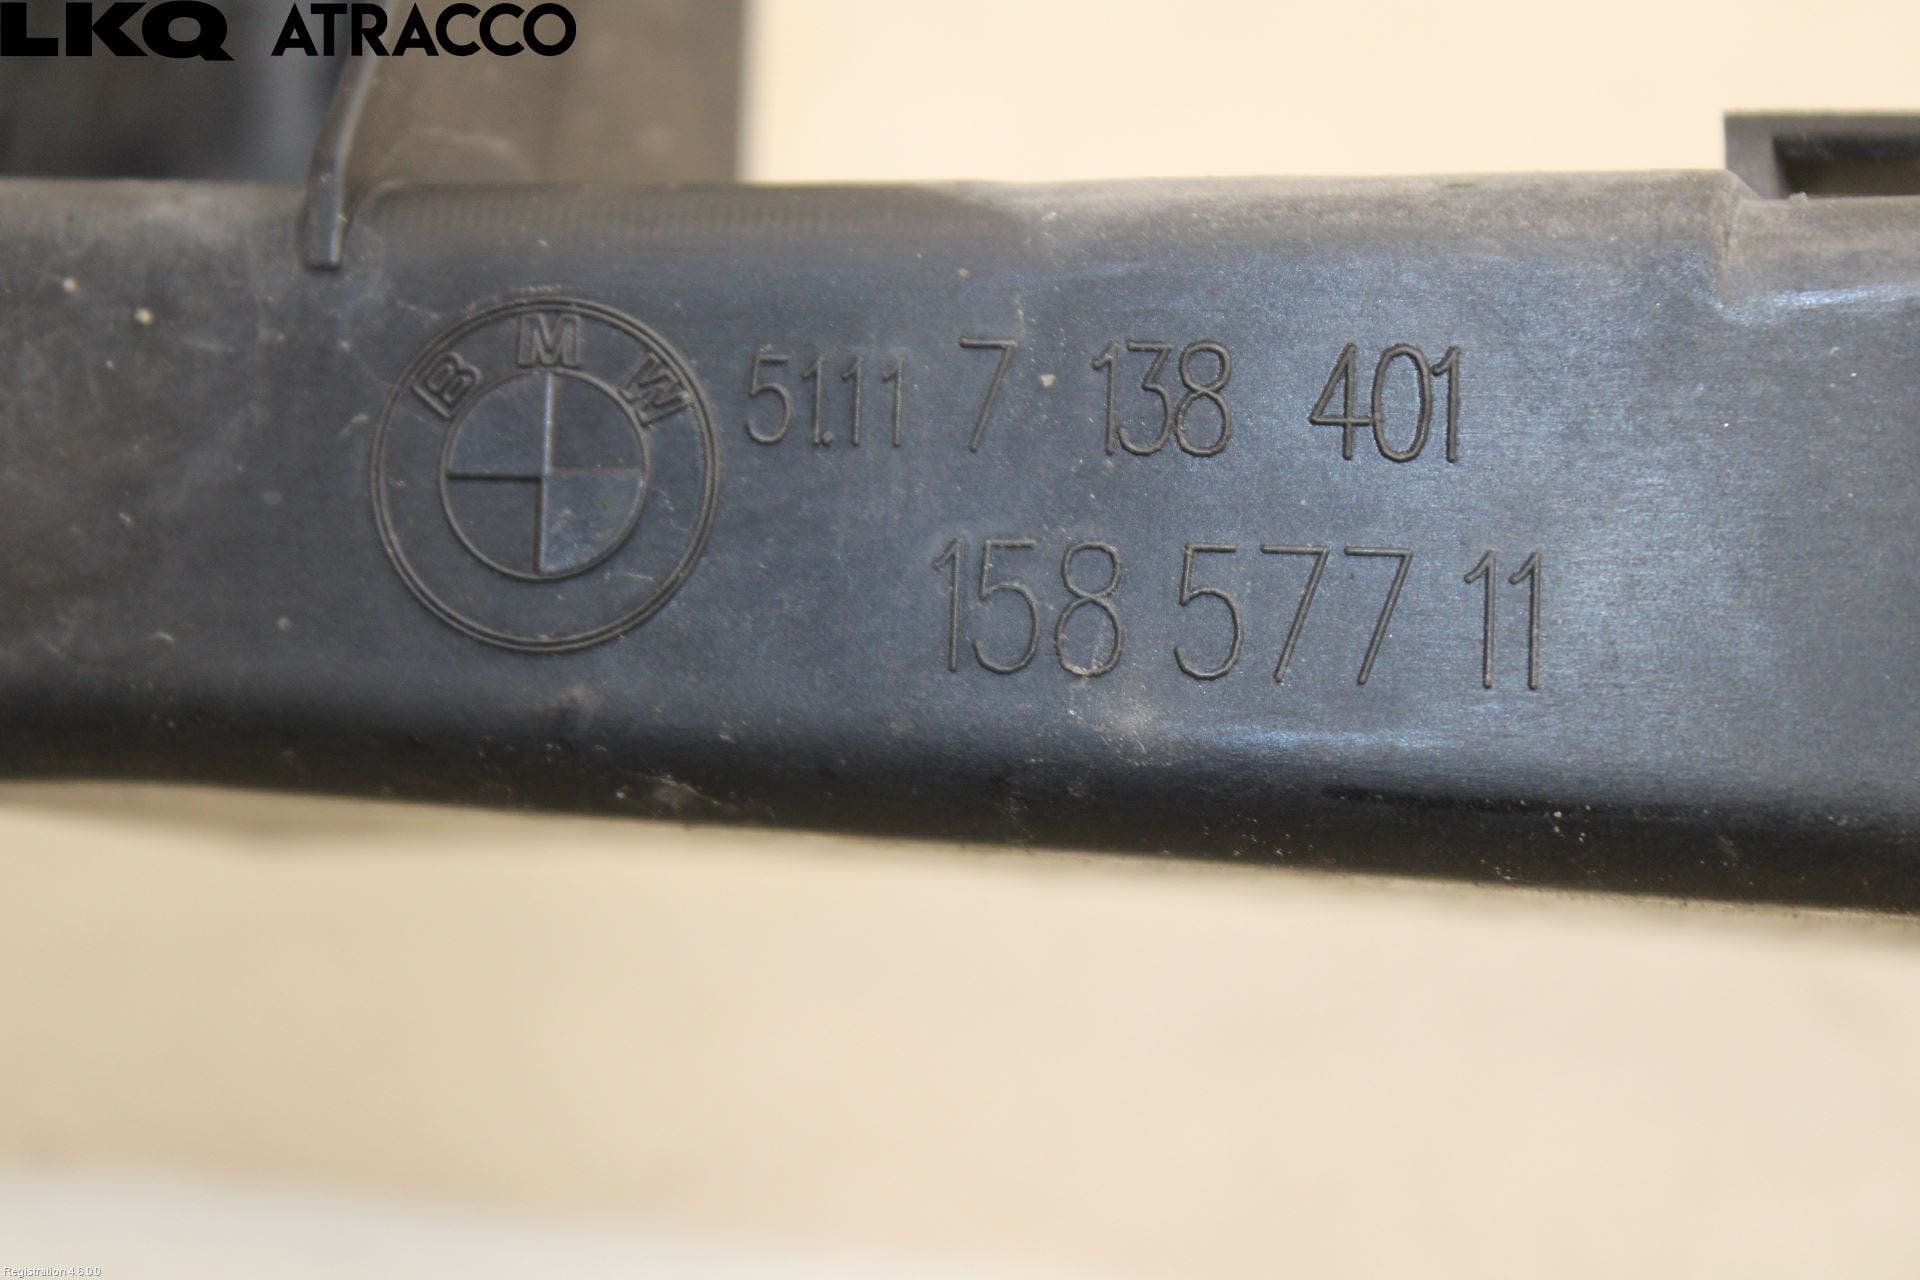 LKQ ATRACCO
BMW 51.11 7 138 401
158 577 11
Registration 4.6.0.0